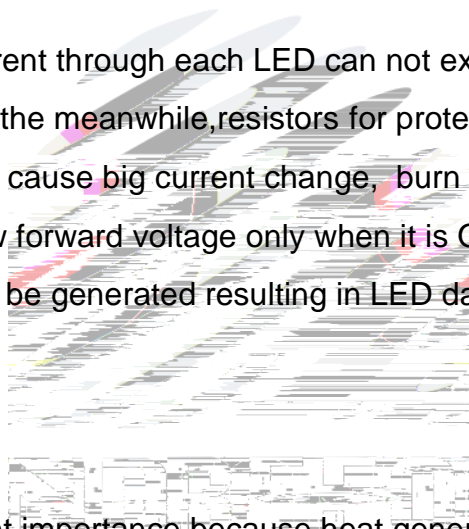 rent through each LED can not ex
the meanwhile,resistors for prote
cause big current change, burn
forward voltage only when it is
be generated resulting in LED da
importance because heat gene